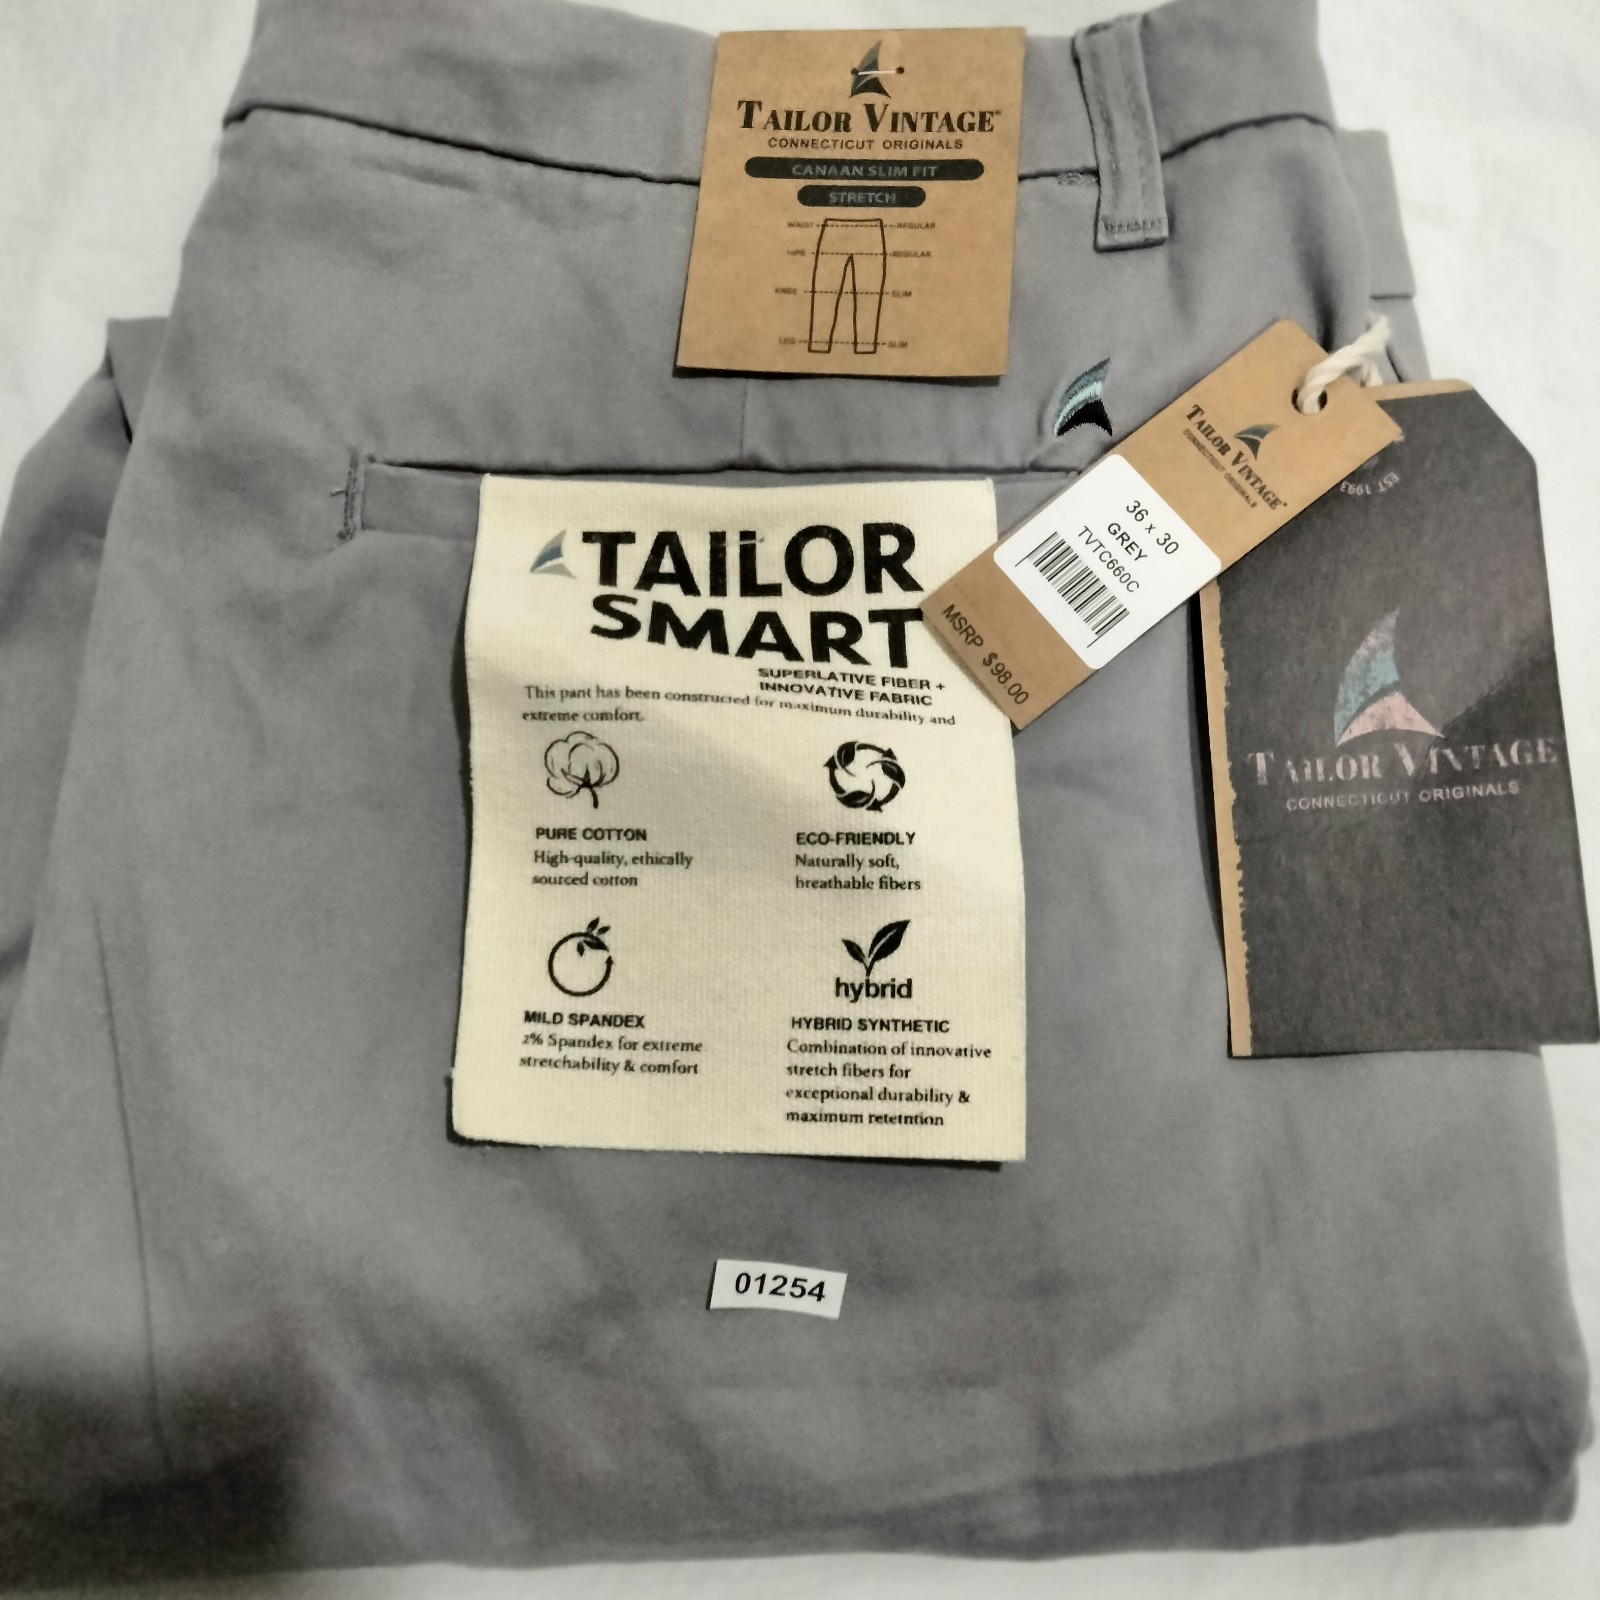 TAILOR VINTAGE®
CONNECTICUT ORIGINALS
CANAAN SLIM FIT
STRETCH
WAIST REGULAR
HIPS REGULAR
KNEE SLIM
LEG SLIM
TAILOR VINTAGE®
CONNECTICUT ORIGINALS
36 x 30
GREY
TVTC660C
MSRP $98.00
EST. 1993
TAILOR VINTAGE
CONNECTICUT ORIGINALS
TAILOR
SMART
SUPERLATIVE FIBER +
INNOVATIVE FABRIC
This pant has been constructed for maximum durability and
extreme comfort.
PURE COTTON
High-quality, ethically
sourced cotton
ECO-FRIENDLY
Naturally soft,
breathable fibers
MILD SPANDEX
2% Spandex for extreme
stretchability & comfort
hybrid
HYBRID SYNTHETIC
Combination of innovative
stretch fibers for
exceptional durability &
maximum retetntion
01254